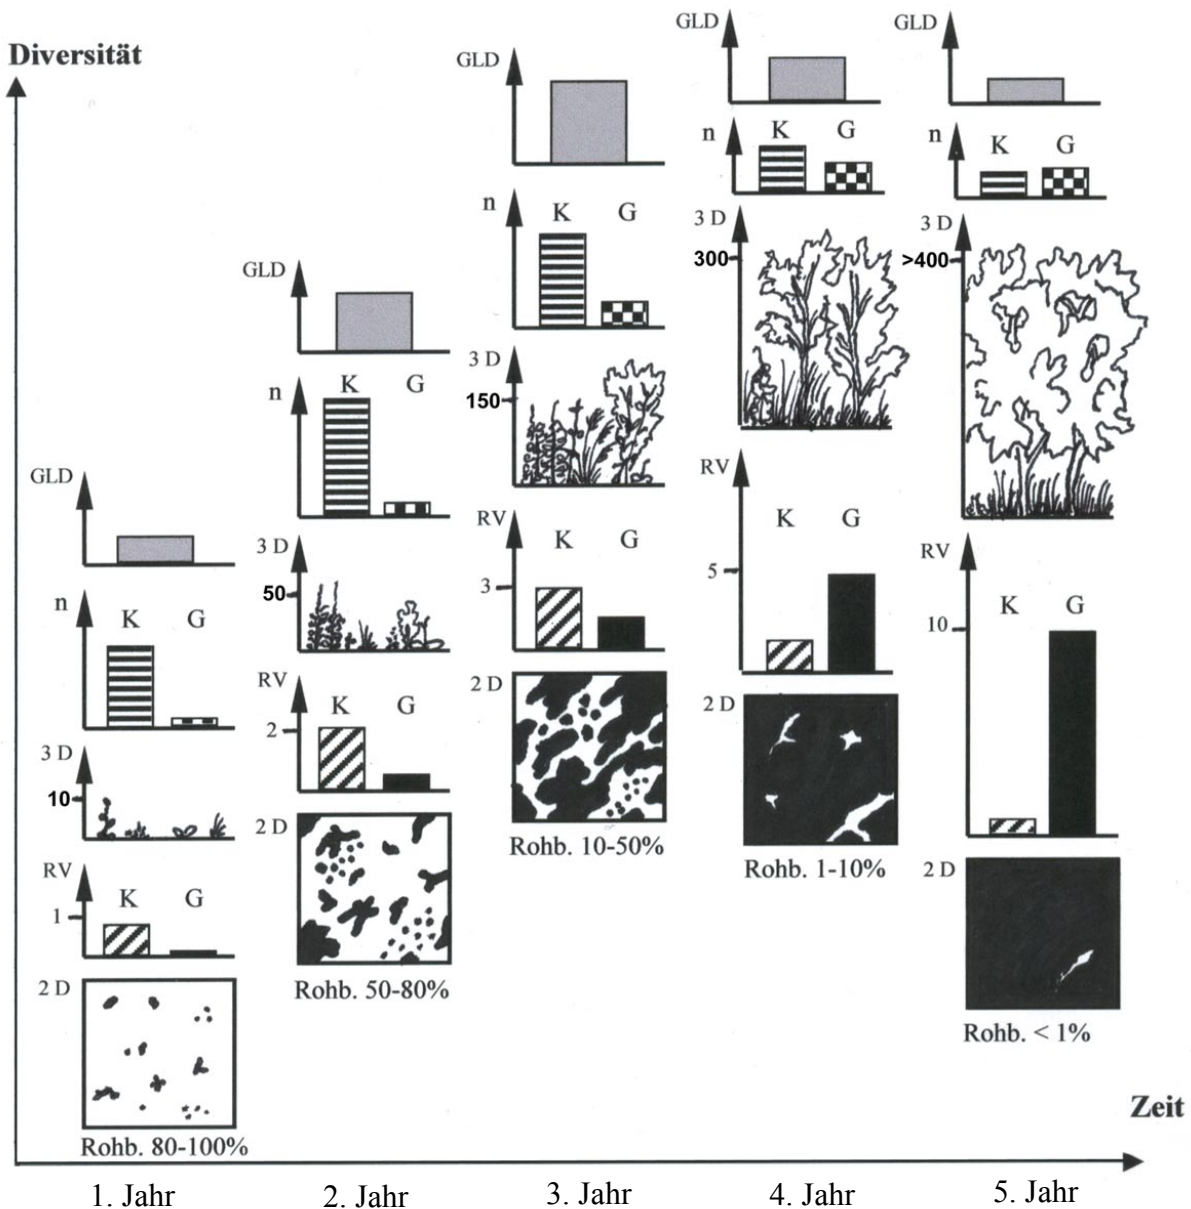 Diversität
GLD
n
K G
3 D
10
RV
K G
1
2 D
Rohb. 80-100%
GLD
n
K G
3 D
50
RV
K G
2
2 D
Rohb. 50-80%
GLD
n
K G
3 D
150
RV
K G
3
2 D
Rohb. 10-50%
GLD
n
K G
3 D
300
RV
K G
5
2 D
Rohb. 1-10%
GLD
n
K G
3 D
>400
RV
K G
10
2 D
Rohb. < 1%
Zeit
1. Jahr 2. Jahr 3. Jahr 4. Jahr 5. Jahr